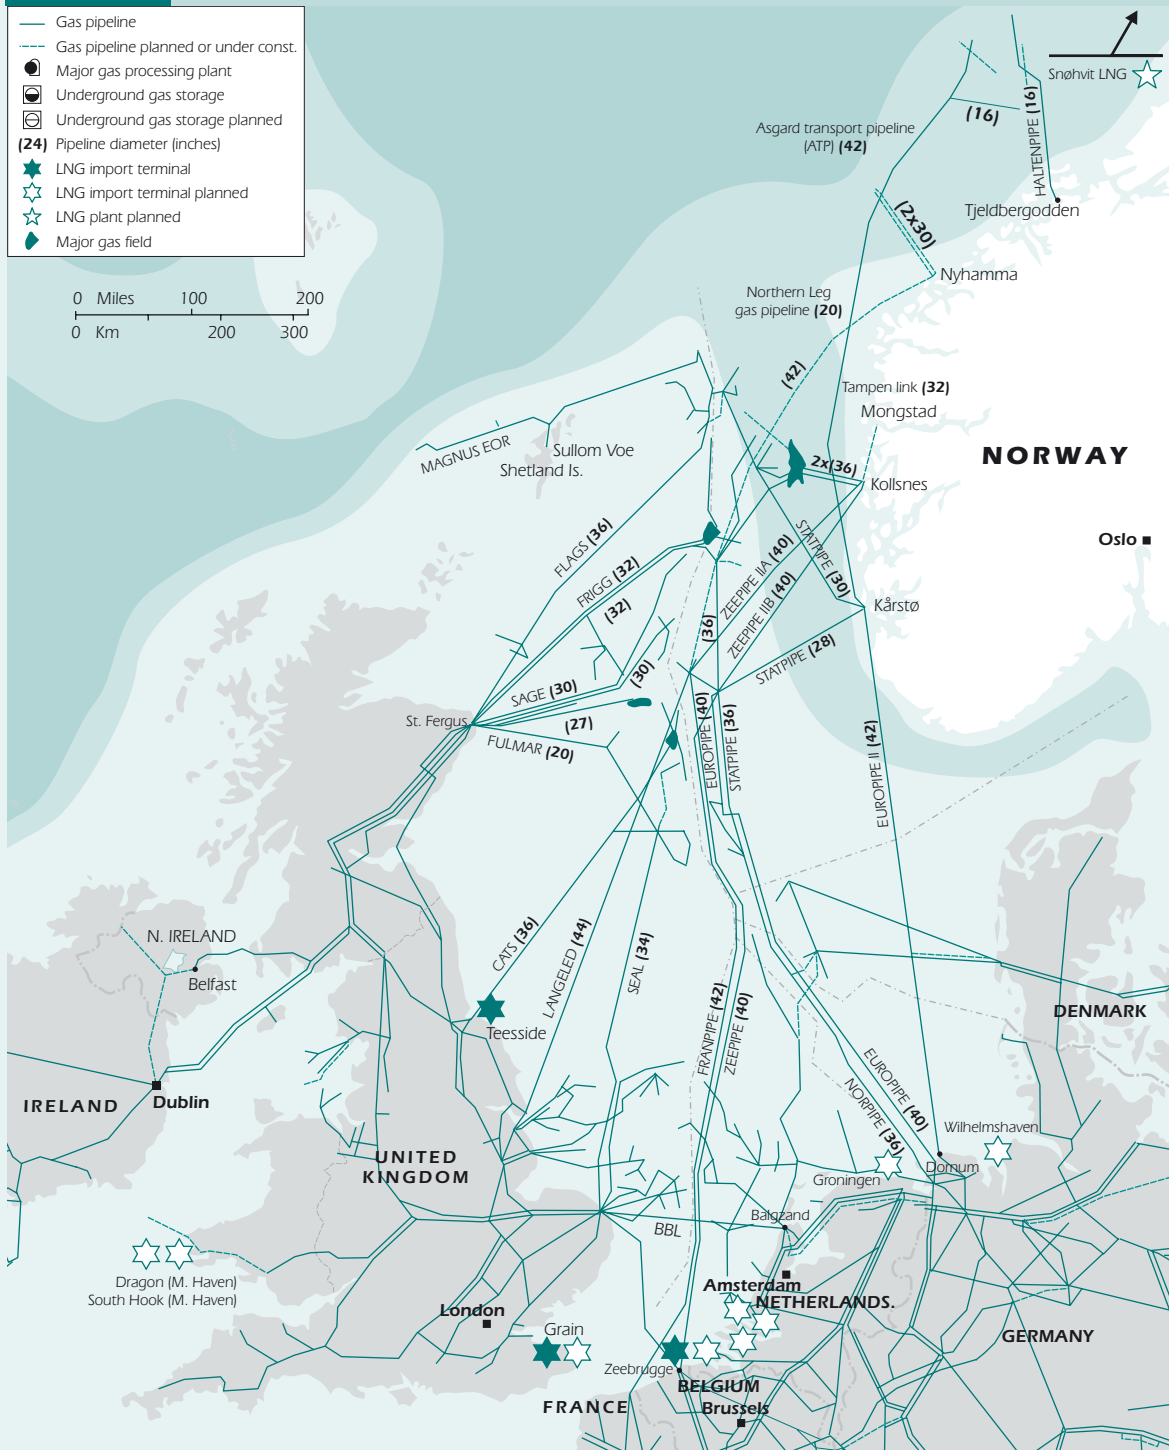 Gas pipeline
Gas pipeline planned or under const.
Major gas processing plant
Underground gas storage
Underground gas storage planned
(24) Pipeline diameter (inches)
LNG import terminal
LNG import terminal planned
LNG plant planned
Major gas field
0 Miles 100 200
0 Km 200 300
Snøhvit LNG
(16)
HALTENPIPE (16)
Asgard transport pipeline
(ATP) (42)
Tjeldbergodden
(2x30)
Nyhamma
Northern Leg
gas pipeline (20)
(42)
Tampen link (32)
Mongstad
NORWAY
MAGNUS EOR
Sullom Voe
Shetland Is.
2x(36)
Kollsnes
FLAGS (36)
STATPIPE (30)
Oslo
FRIGG (32)
(32)
ZEEPIPE IIA (40)
ZEEPIPE IIB (40)
Kårstø
(36)
STATPIPE (28)
SAGE (30)
(30)
St. Fergus
(27)
FULMAR (20)
EUROPIPE (40)
STATPIPE (36)
EUROPIPE II (42)
N. IRELAND
Belfast
CATS (36)
LANGELED (44)
SEAL (34)
FRANPIPE (42)
ZEEPIPE (40)
DENMARK
Teesside
IRELAND
Dublin
EUROPIPE (40)
NORPIPE (36)
Wilhelmshaven
UNITED
KINGDOM
Groningen
Dornum
BBL
Balgzand
Dragon (M. Haven)
South Hook (M. Haven)
Amsterdam
NETHERLANDS.
London
Grain
GERMANY
Zeebrugge
BELGIUM
FRANCE
Brussels